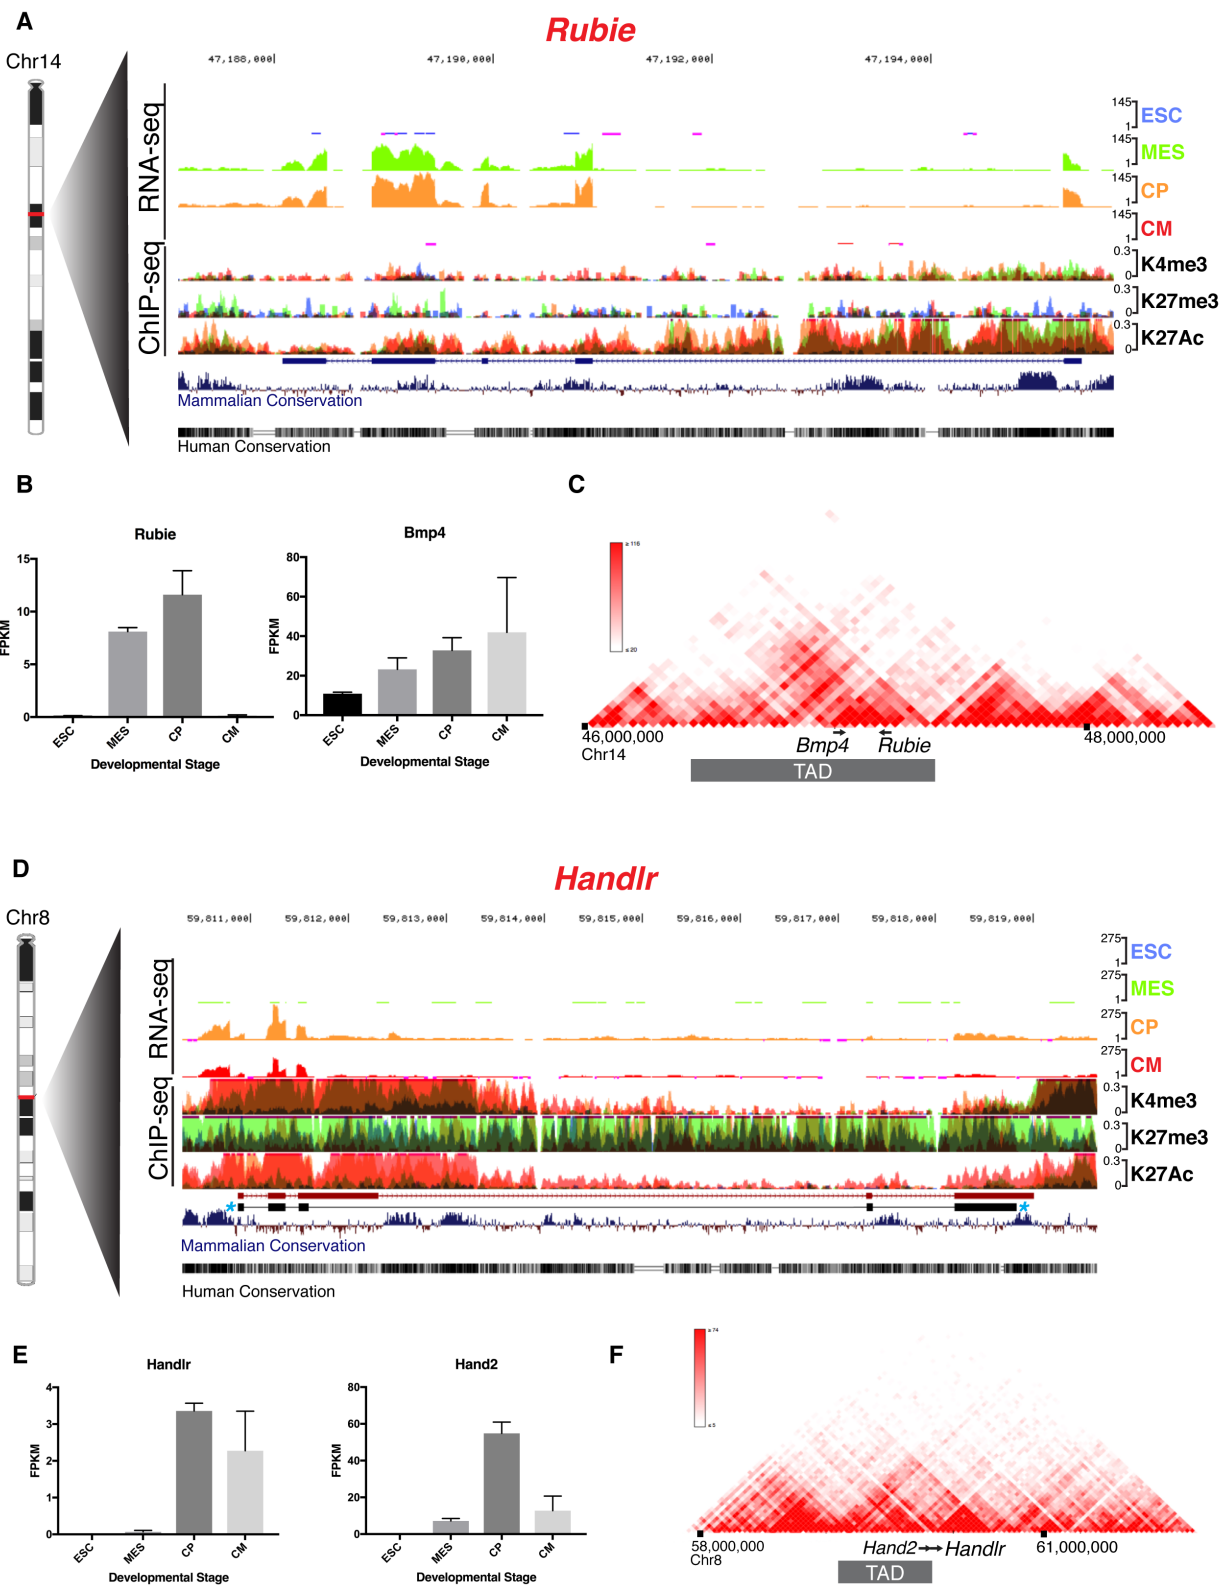 A
Rubie
Chr14
47,188,000|
47,190,000|
47,192,000|
47,194,000|
RNA-seq
145
1
ESC
145
1
MES
145
1
CP
145
1
CM
ChIP-seq
0.3
0
K4me3
0.3
0
K27me3
0.3
0
K27Ac
Mammalian Conservation
Human Conservation
B
Rubie
FPKM
15
10
5
0
ESC
MES
CP
CM
Developmental Stage
Bmp4
FPKM
80
60
40
20
0
ESC
MES
CP
CM
Developmental Stage
C
≥ 116
≤ 20
46,000,000
Chr14
Bmp4
Rubie
48,000,000
TAD
D
Handlr
Chr8
59,811,000|
59,812,000|
59,813,000|
59,814,000|
59,815,000|
59,816,000|
59,817,000|
59,818,000|
59,819,000|
RNA-seq
275
1
ESC
275
1
MES
275
1
CP
275
1
CM
ChIP-seq
0.3
0
K4me3
0.3
0
K27me3
0.3
0
K27Ac
*
*
Mammalian Conservation
Human Conservation
E
Handlr
FPKM
4
3
2
1
0
ESC
MES
CP
CM
Developmental Stage
Hand2
FPKM
80
60
40
20
0
ESC
MES
CP
CM
Developmental Stage
F
≥ 74
≤ 5
58,000,000
Chr8
Hand2
Handlr
61,000,000
TAD